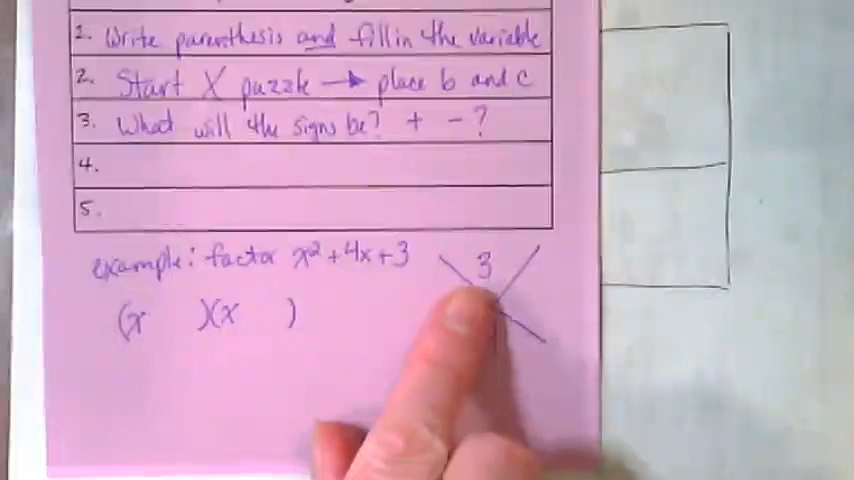 1. Write parenthesis and fill in the variable
2. Start X puzzle → place b and c
3. What will the signs be? + - ?
4.
5.
example: factor x² + 4x + 3
3
(x )(x )